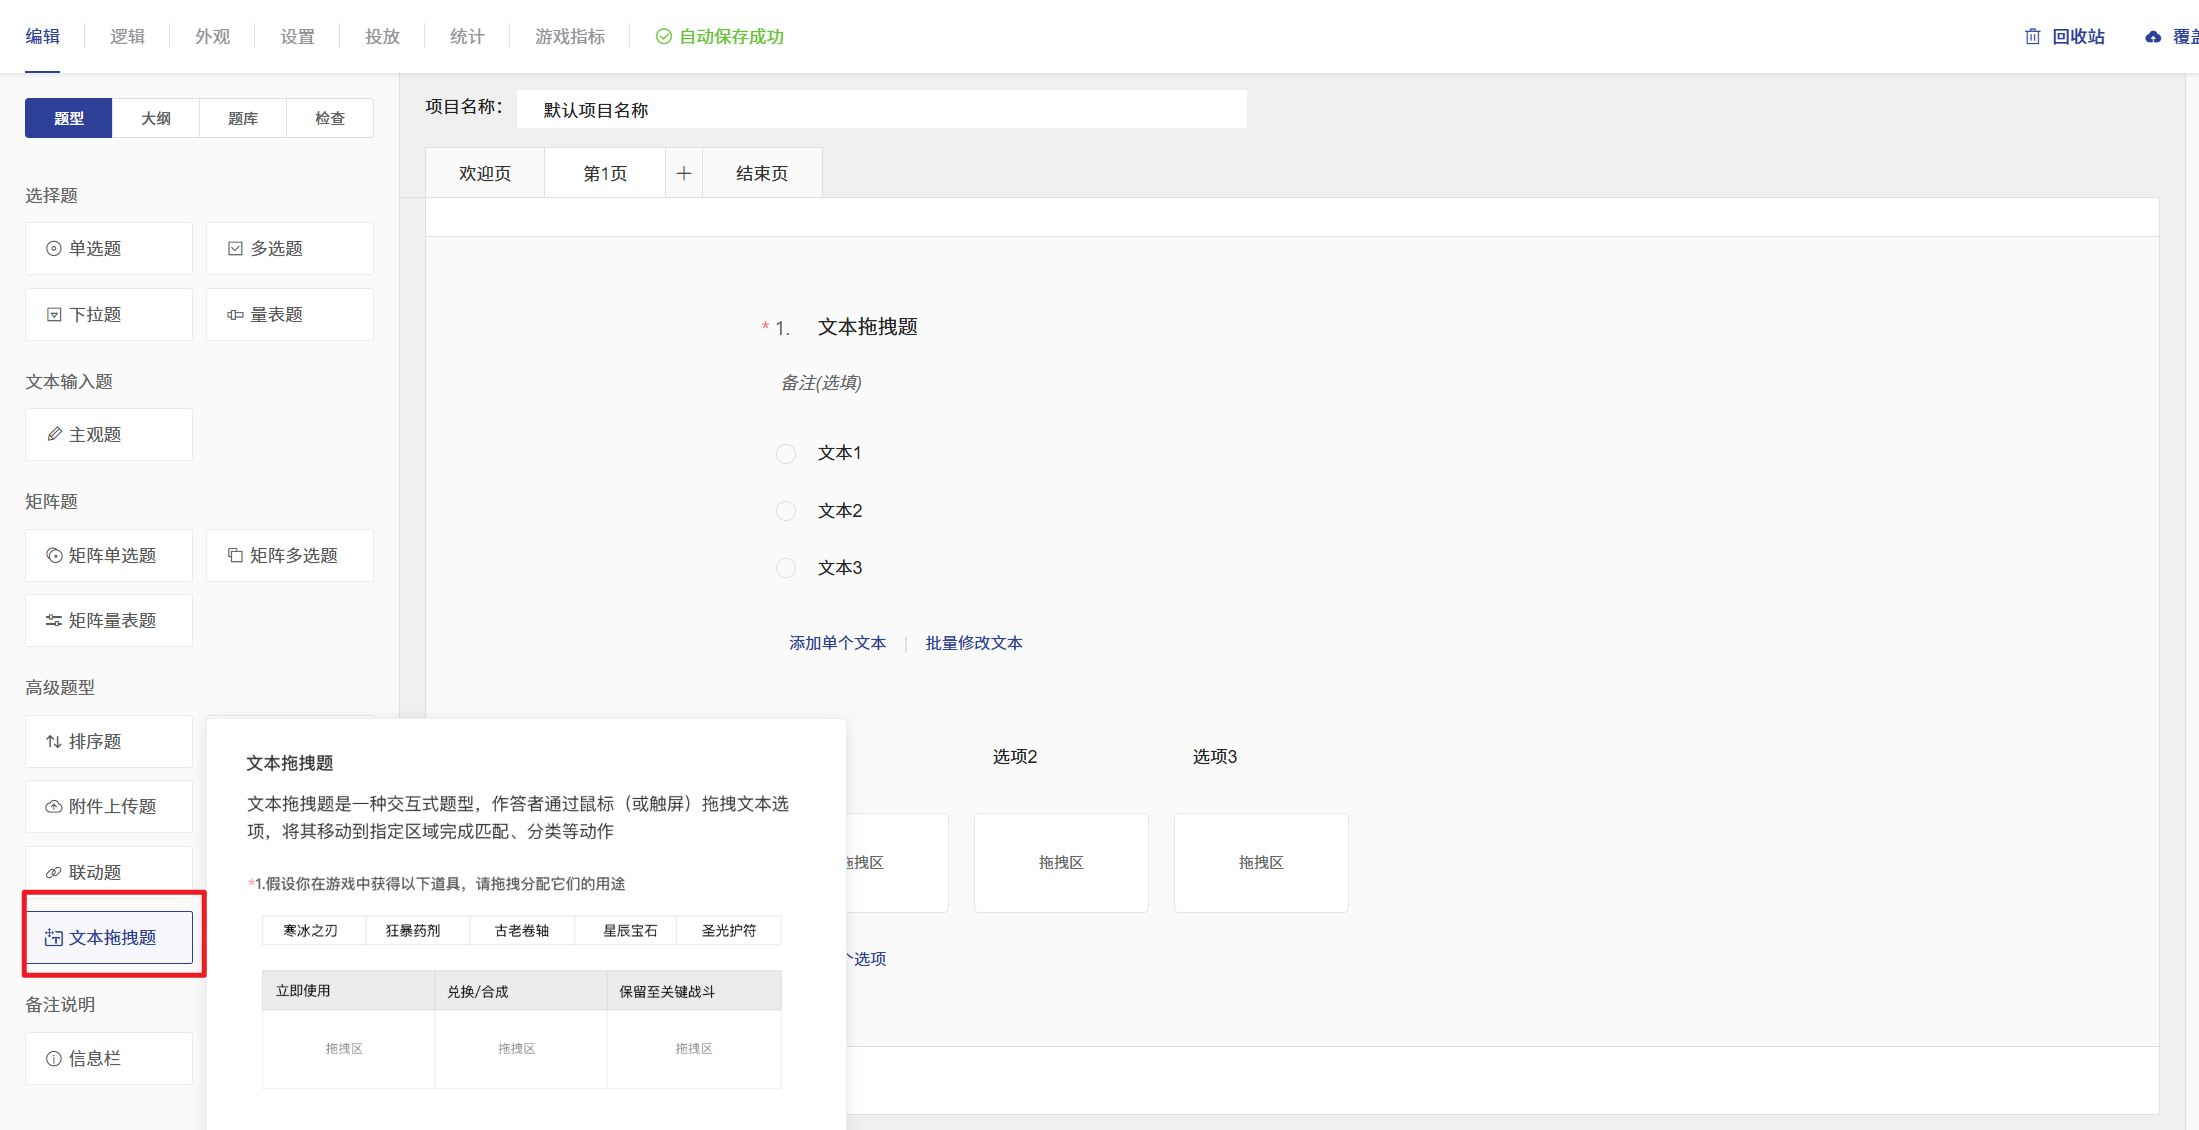 编辑 逻辑 外观 设置 投放 统计 游戏指标 自动保存成功 回收站
题型 大纲 题库 检查
项目名称： 默认项目名称
欢迎页 第1页 + 结束页
选择题
单选题 多选题
下拉题 量表题
文本输入题
主观题
矩阵题
矩阵单选题 矩阵多选题
矩阵量表题
高级题型
排序题
附件上传题
联动题
文本拖拽题
备注说明
信息栏
* 1. 文本拖拽题
备注(选填)
文本1
文本2
文本3
添加单个文本 | 批量修改文本
选项2 选项3
拖拽区 拖拽区 拖拽区
个选项
文本拖拽题
文本拖拽题是一种交互式题型，作答者通过鼠标（或触屏）拖拽文本选
项，将其移动到指定区域完成匹配、分类等动作
*1.假设你在游戏中获得以下道具，请拖拽分配它们的用途
寒冰之刃 狂暴药剂 古老卷轴 星辰宝石 圣光护符
立即使用 兑换/合成 保留至关键战斗
拖拽区 拖拽区 拖拽区